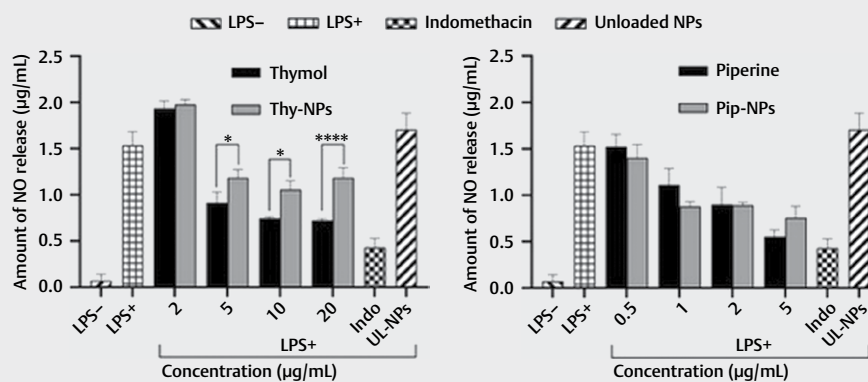 LPS– LPS+ Indomethacin Unloaded NPs
Amount of NO release (µg/mL)
2.5
2.0
1.5
1.0
0.5
0.0
Thymol
Thy-NPs
* * ****
LPS– LPS+ 2 5 10 20 Indo UL-NPs
LPS+
Concentration (µg/mL)
Amount of NO release (µg/mL)
2.5
2.0
1.5
1.0
0.5
0.0
Piperine
Pip-NPs
LPS– LPS+ 0.5 1 2 5 Indo UL-NPs
LPS+
Concentration (µg/mL)